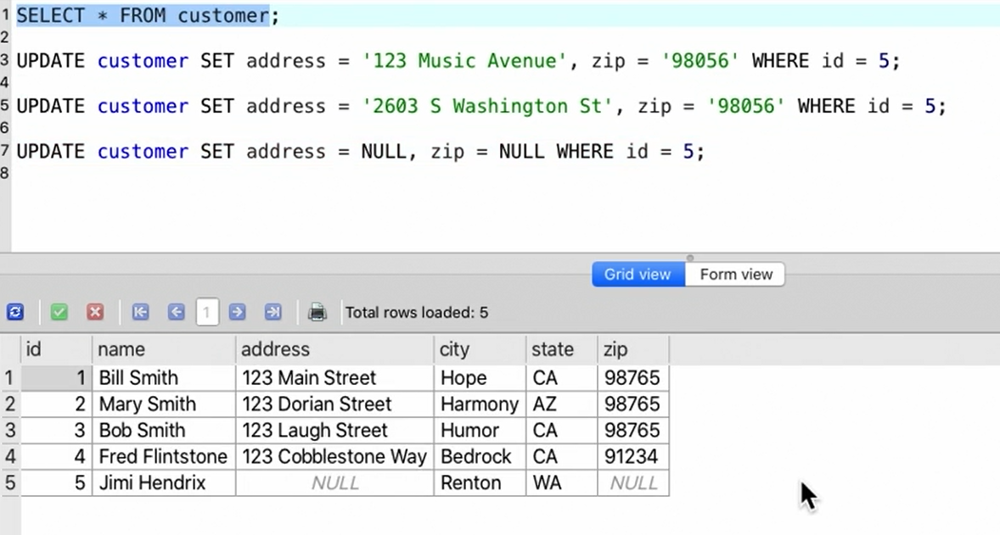 1 SELECT * FROM customer;
2
3 UPDATE customer SET address = '123 Music Avenue', zip = '98056' WHERE id = 5;
4
5 UPDATE customer SET address = '2603 S Washington St', zip = '98056' WHERE id = 5;
6
7 UPDATE customer SET address = NULL, zip = NULL WHERE id = 5;
8
Grid view Form view
1 Total rows loaded: 5
id name address city state zip
1 1 Bill Smith 123 Main Street Hope CA 98765
2 2 Mary Smith 123 Dorian Street Harmony AZ 98765
3 3 Bob Smith 123 Laugh Street Humor CA 98765
4 4 Fred Flintstone 123 Cobblestone Way Bedrock CA 91234
5 5 Jimi Hendrix NULL Renton WA NULL